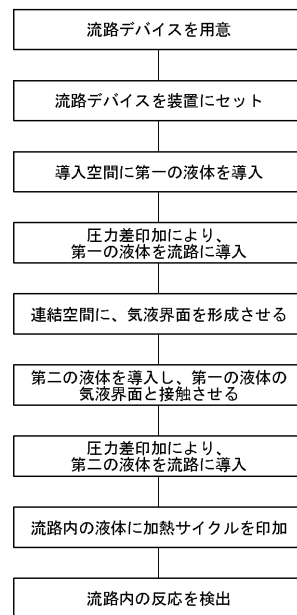 流路デバイスを用意
流路デバイスを装置にセット
導入空間に第一の液体を導入
圧力差印加により、
第一の液体を流路に導入
連結空間に、気液界面を形成させる
第二の液体を導入し、第一の液体の
気液界面と接触させる
圧力差印加により、
第二の液体を流路に導入
流路内の液体に加熱サイクルを印加
流路内の反応を検出